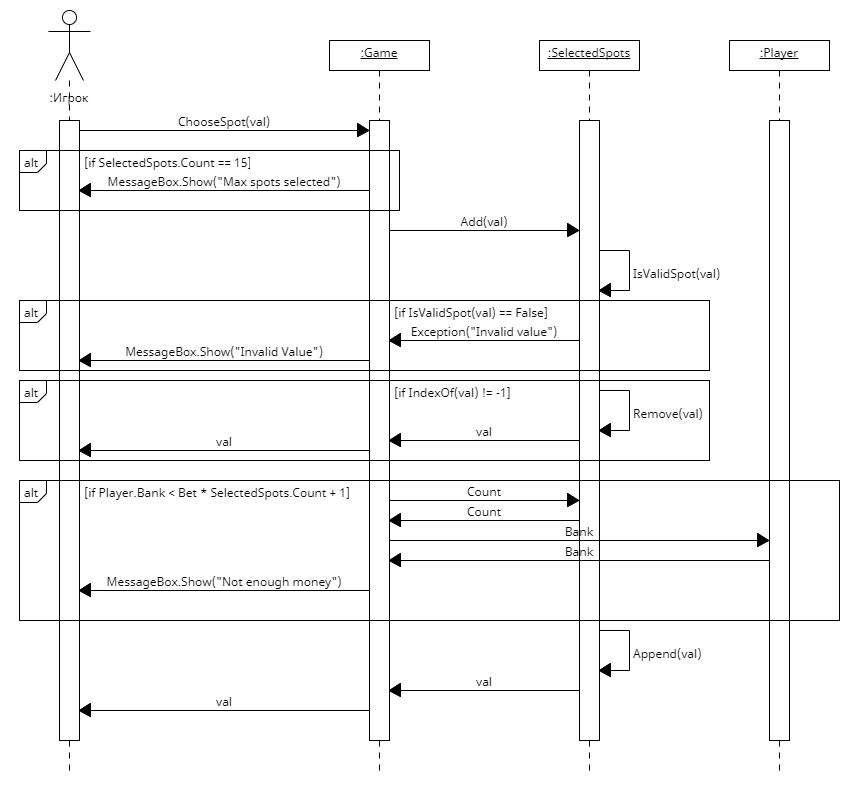 :Игрок
:Game
:SelectedSpots
:Player
ChooseSpot(val)
alt
[if SelectedSpots.Count == 15]
MessageBox.Show("Max spots selected")
Add(val)
IsValidSpot(val)
alt
[if IsValidSpot(val) == False]
Exception("Invalid value")
MessageBox.Show("Invalid Value")
alt
[if IndexOf(val) != -1]
Remove(val)
val
val
alt
[if Player.Bank < Bet * SelectedSpots.Count + 1]
Count
Count
Bank
Bank
MessageBox.Show("Not enough money")
Append(val)
val
val